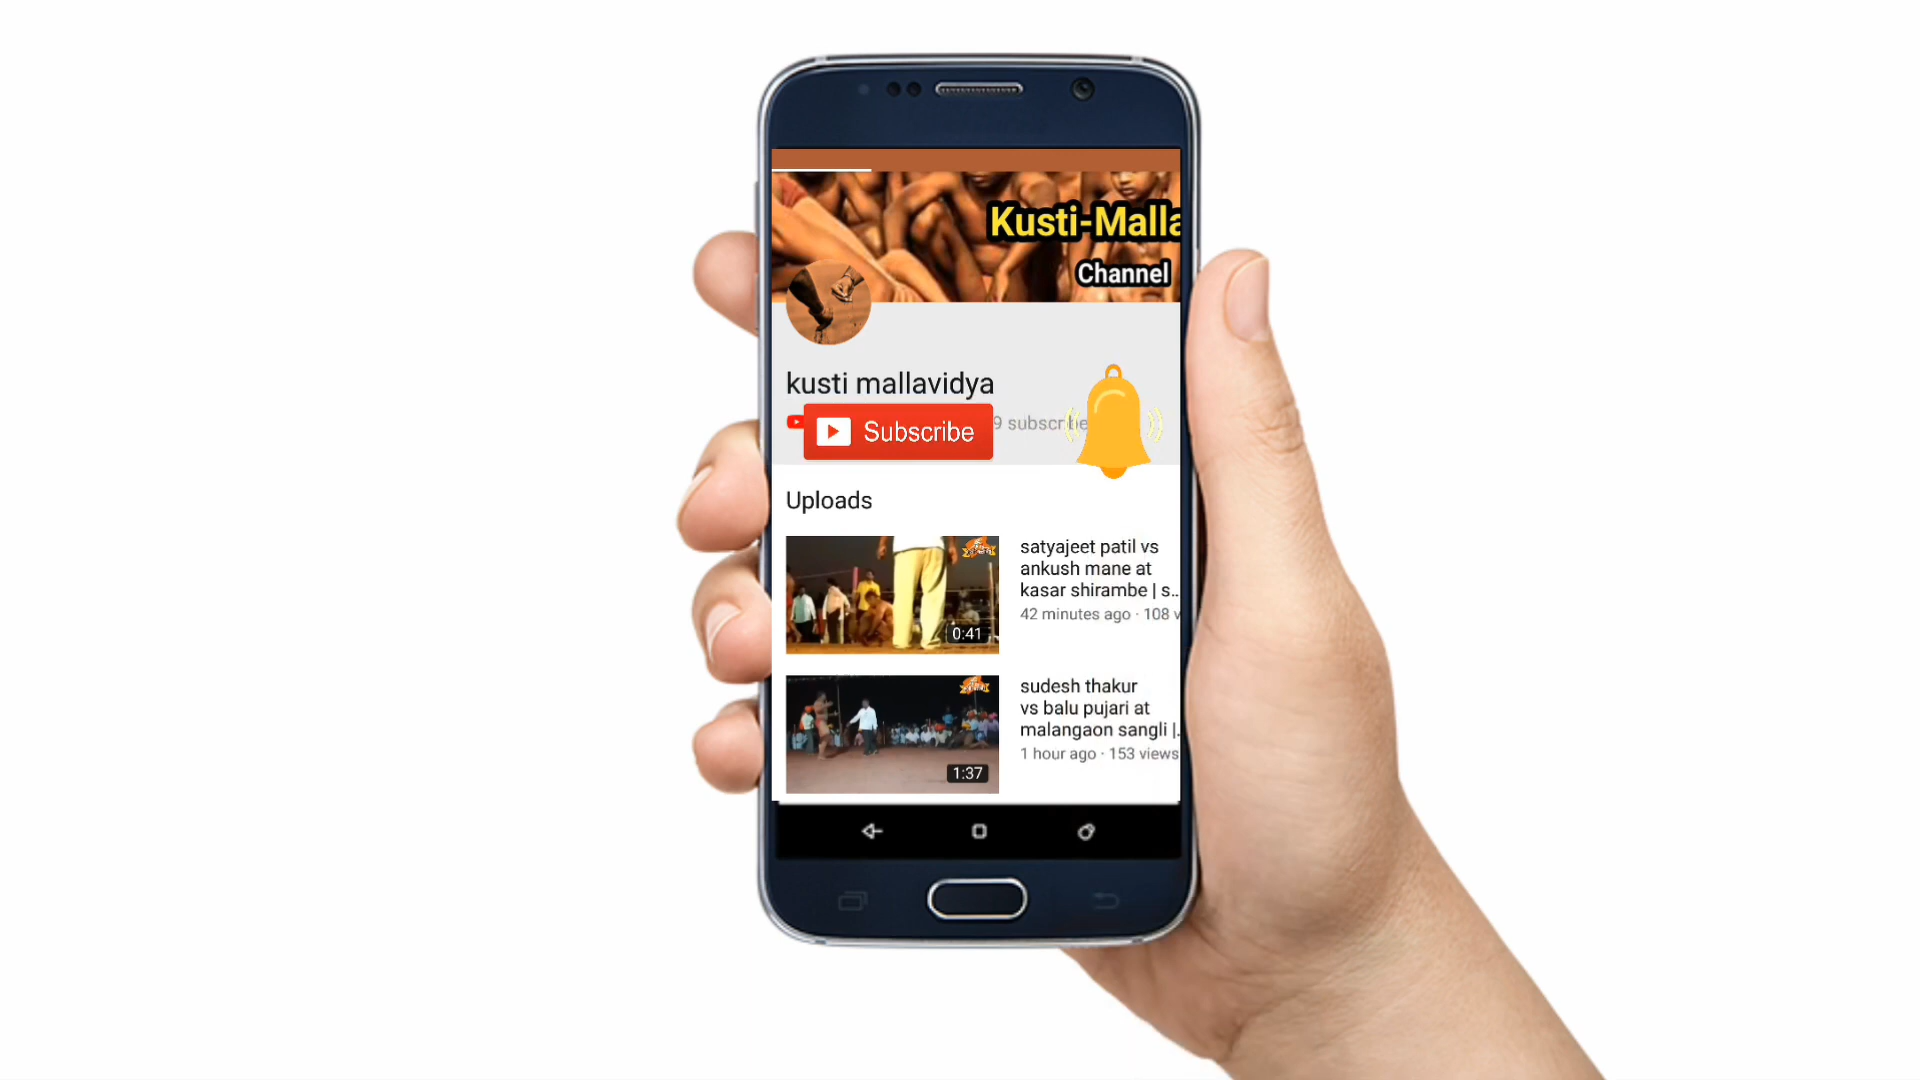 Kusti-Malla
Channel
kusti mallavidya
Subscribe
9 subscribe
Uploads
satyajeet patil vs
ankush mane at
kasar shirambe | s..
42 minutes ago · 108 v
0:41
sudesh thakur
vs balu pujari at
malangaon sangli |.
1 hour ago · 153 views
1:37